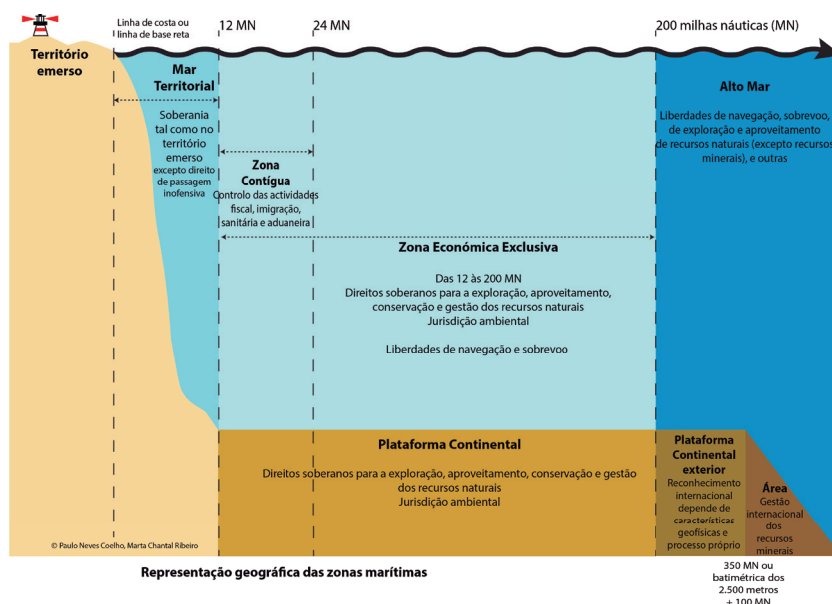 Linha de costa ou
linha de base reta
12 MN
24 MN
200 milhas náuticas (MN)
Território
emerso
Mar
Territorial
Soberania
tal como no
território
emerso
excepto direito
de passagem
inofensiva
Zona
Contígua
Controlo das actividades
fiscal, imigração,
sanitária e aduaneira
Alto Mar
Liberdades de navegação, sobrevoo,
de exploração e aproveitamento
de recursos naturais (excepto recursos
minerais), e outras
Zona Económica Exclusiva
Das 12 às 200 MN
Direitos soberanos para a exploração, aproveitamento,
conservação e gestão dos recursos naturais
Jurisdição ambiental
Liberdades de navegação e sobrevoo
Plataforma Continental
Direitos soberanos para a exploração, aproveitamento, conservação e gestão
dos recursos naturais
Jurisdição ambiental
Plataforma
Continental
exterior
Reconhecimento
internacional
depende de
características
geofísicas e
processo próprio
Área
Gestão
internacional
dos
recursos
minerais
© Paulo Neves Coelho, Marta Chantal Ribeiro
Representação geográfica das zonas marítimas
350 MN ou
batimétrica dos
2.500 metros
+ 100 MN